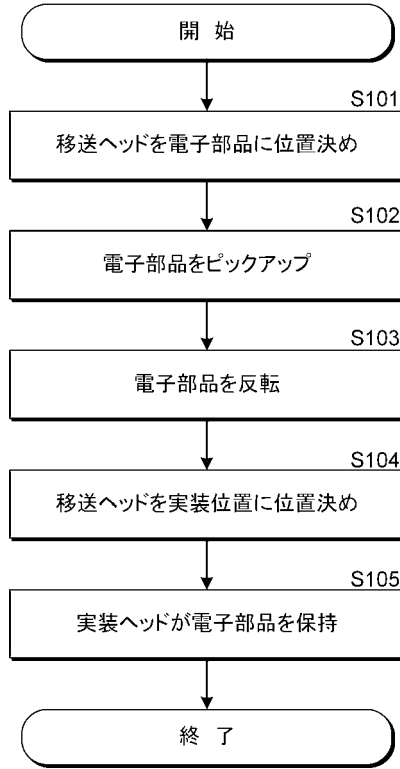 開 始
S101
移送ヘッドを電子部品に位置決め
S102
電子部品をピックアップ
S103
電子部品を反転
S104
移送ヘッドを実装位置に位置決め
S105
実装ヘッドが電子部品を保持
終 了